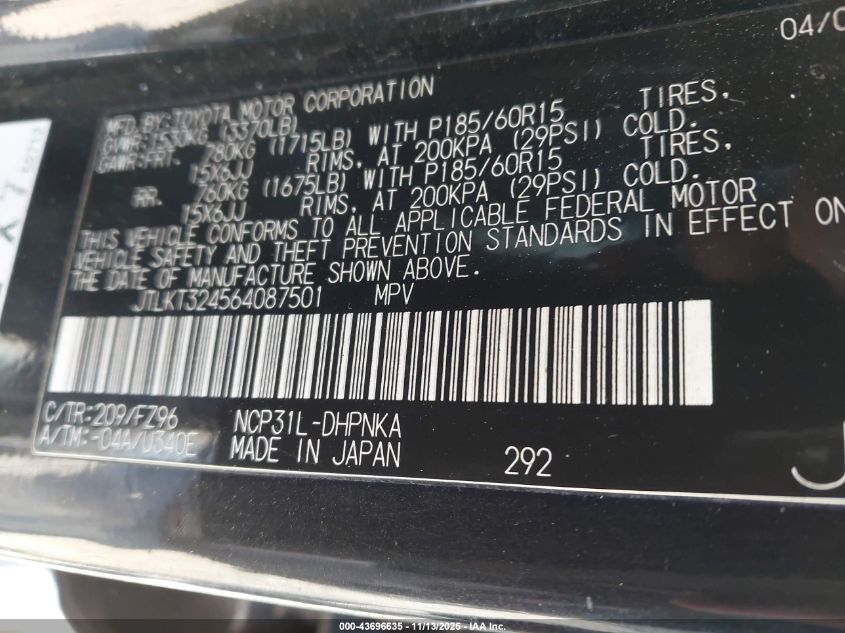 04/0
MFD.BY:TOYOTA MOTOR CORPORATION
GVWR:1530KG (3370LB)
GAWR:FRT. 780KG (1715LB) WITH P185/60R15 TIRES.
15X6JJ RIMS, AT 200KPA (29PSI) COLD.
RR. 760KG (1675LB) WITH P185/60R15 TIRES.
15X6JJ RIMS, AT 200KPA (29PSI) COLD.
THIS VEHICLE CONFORMS TO ALL APPLICABLE FEDERAL MOTOR
VEHICLE SAFETY AND THEFT PREVENTION STANDARDS IN EFFECT ON
THE DATE OF MANUFACTURE SHOWN ABOVE.
JTLKT324564087501 MPV
C/TR:209/FZ96 NCP31L-DHPNKA
A/TM:-04A/U340E MADE IN JAPAN 292
J
000-43696635 - 11/13/2025 - IAA Inc.